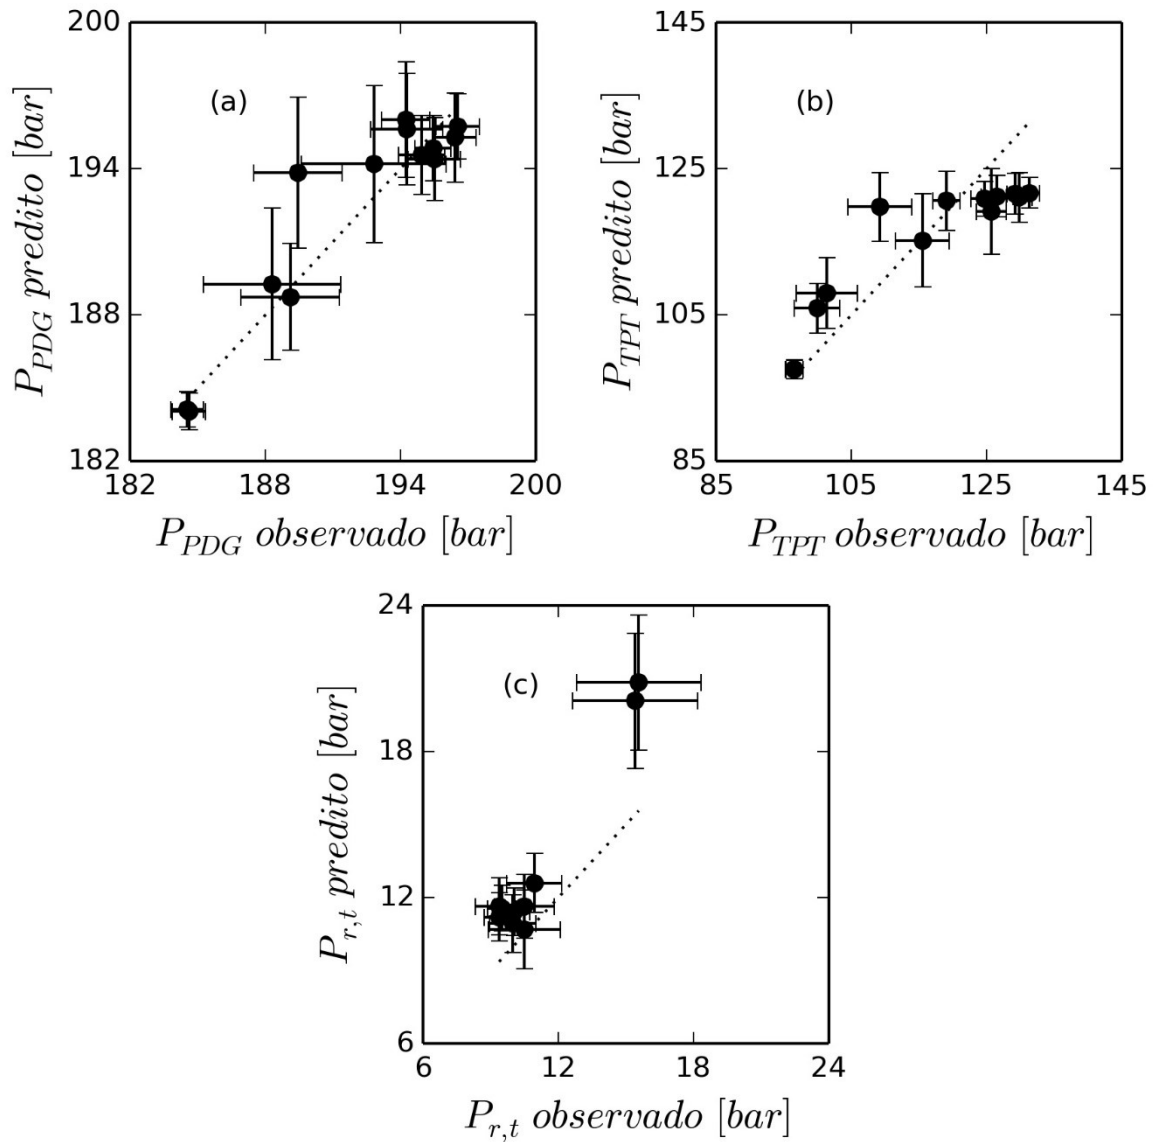 200
194
188
182
P_PDG predito [bar]
(a)
182 188 194 200
P_PDG observado [bar]
145
125
105
85
P_TPT predito [bar]
(b)
85 105 125 145
P_TPT observado [bar]
24
18
12
6
P_r,t predito [bar]
(c)
6 12 18 24
P_r,t observado [bar]